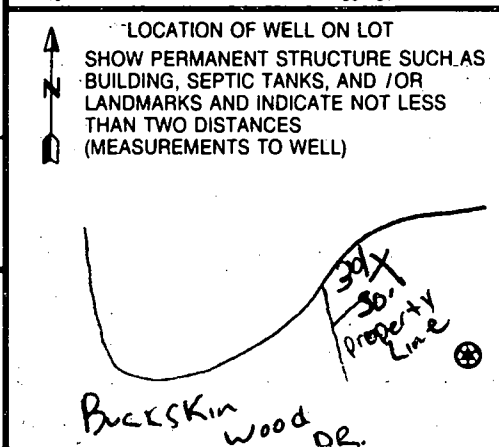 LOCATION OF WELL ON LOT
SHOW PERMANENT STRUCTURE SUCH AS
BUILDING, SEPTIC TANKS, AND /OR
N
LANDMARKS AND INDICATE NOT LESS
THAN TWO DISTANCES
(MEASUREMENTS TO WELL)
30' X
50'
property
Line
Buckskin
Wood DR.